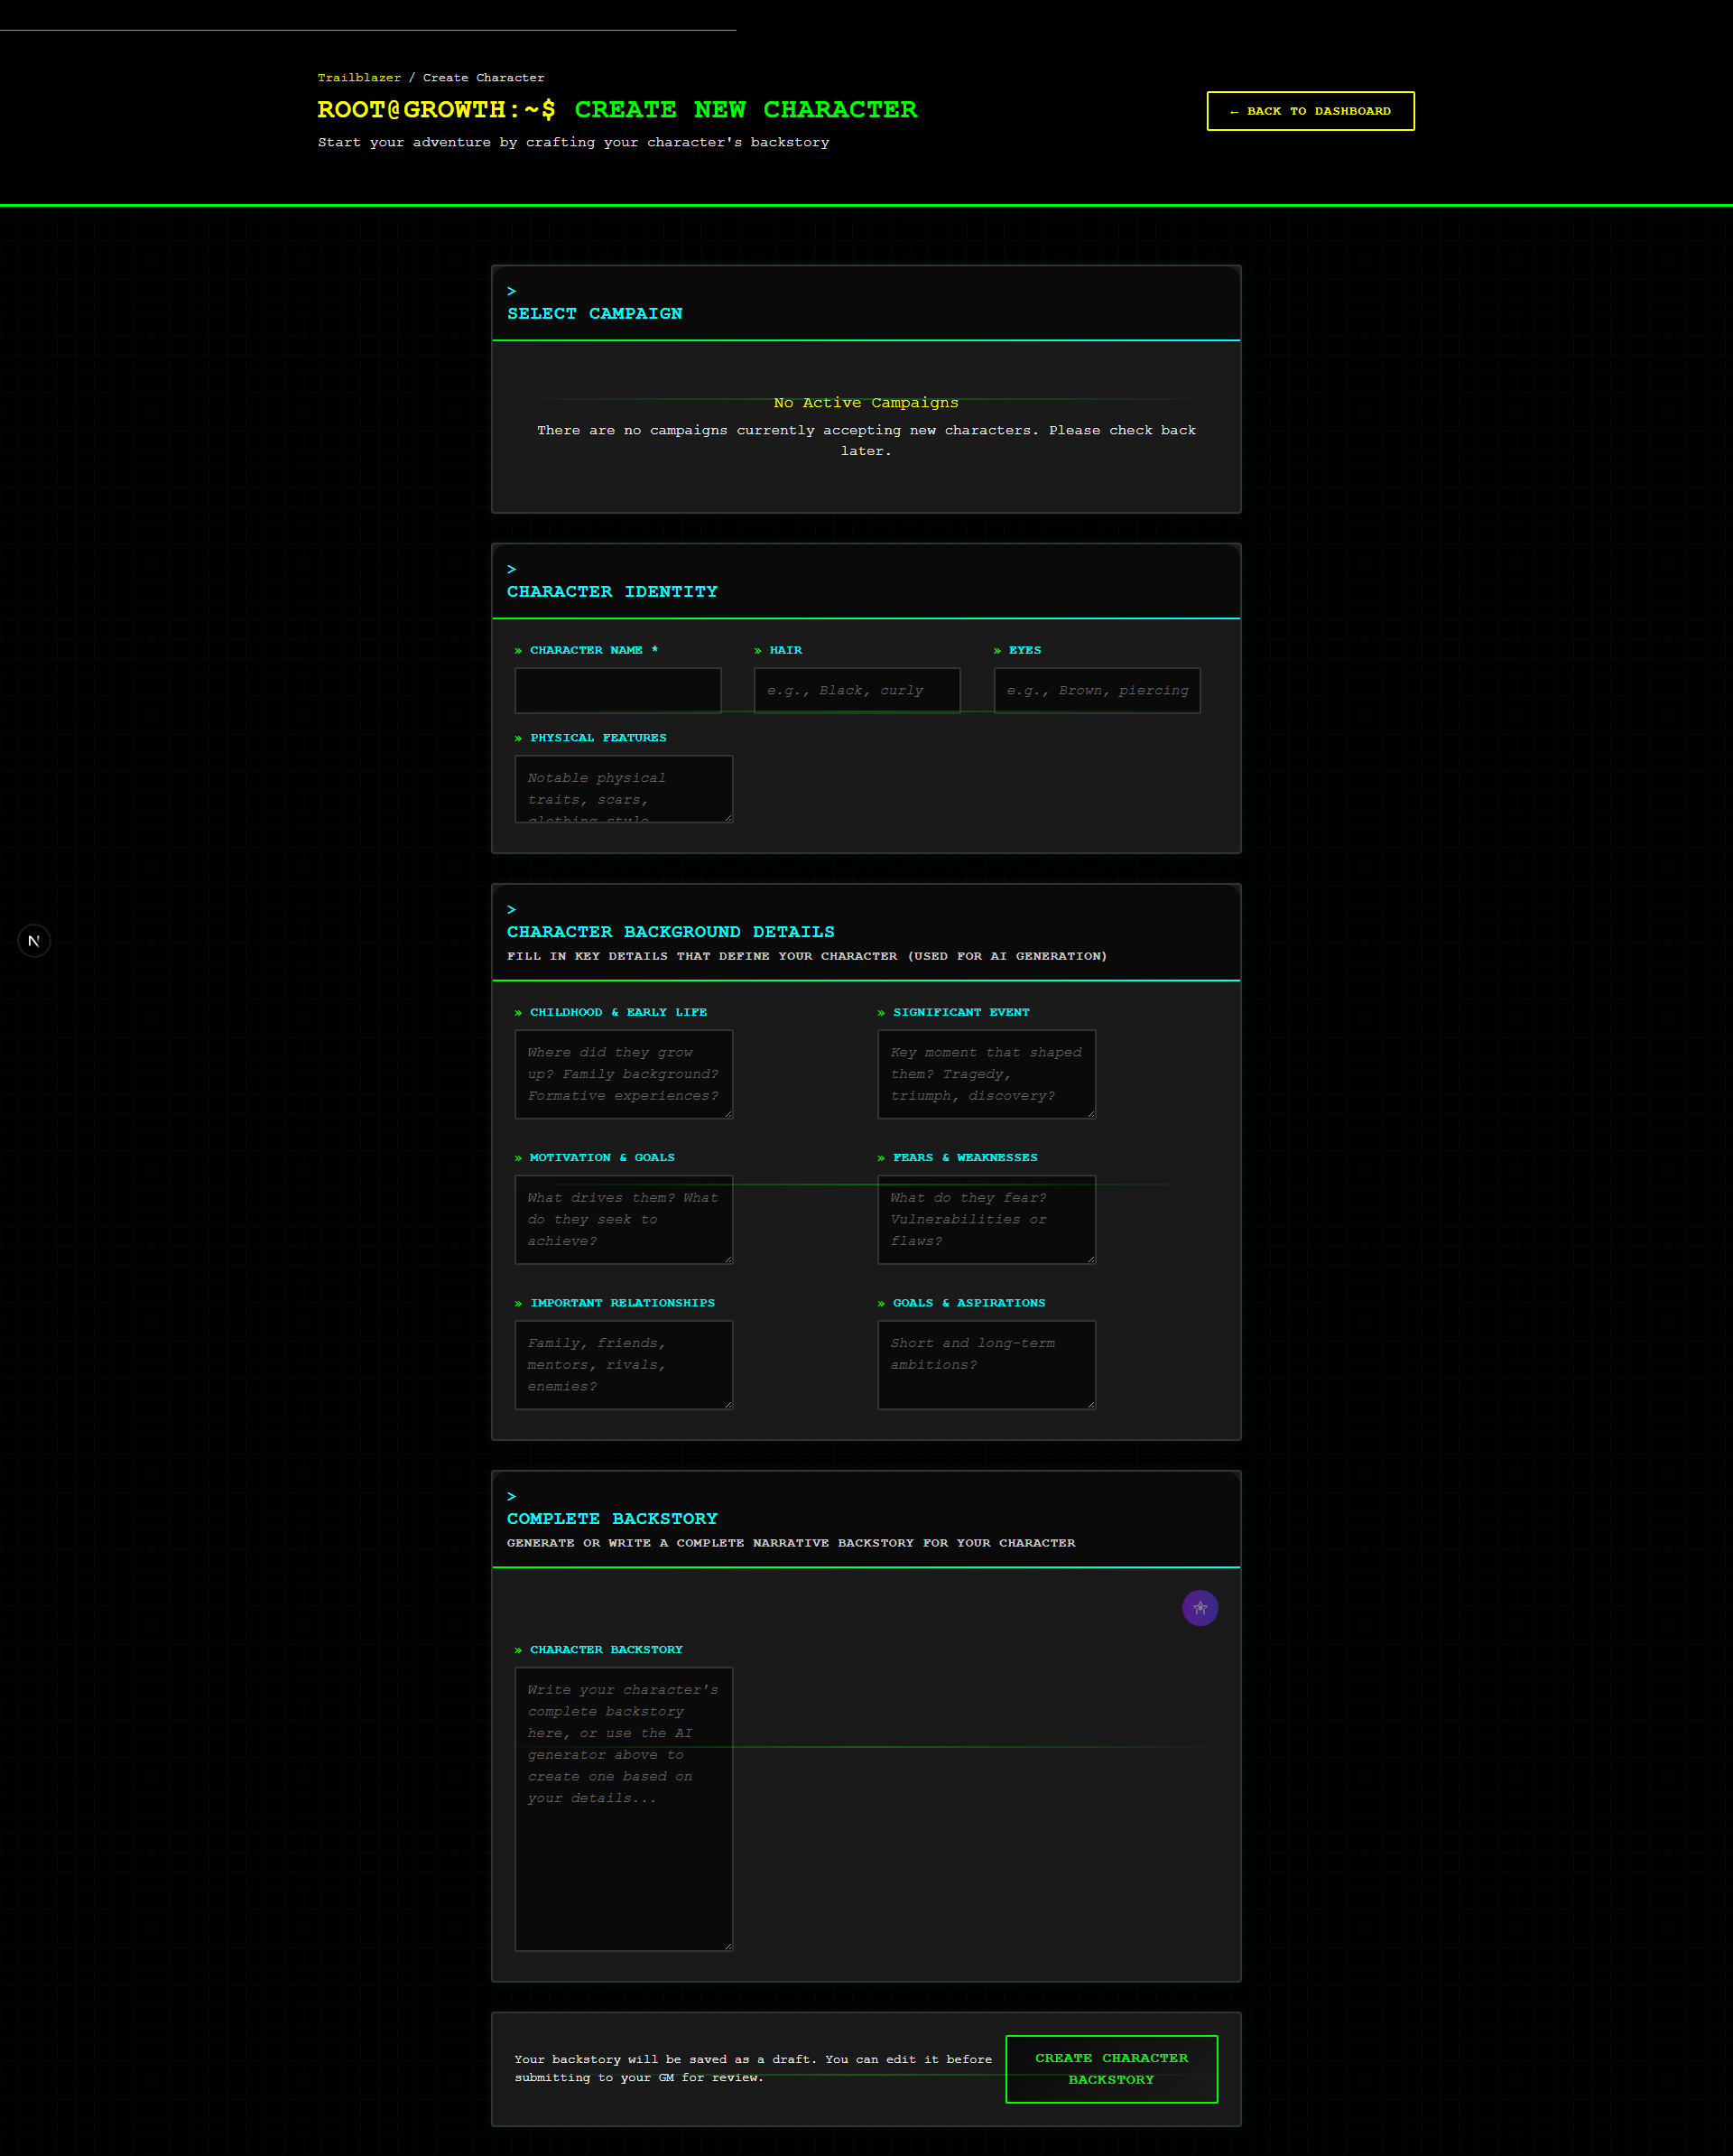 Trailblazer / Create Character
ROOT@GROWTH:~$ CREATE NEW CHARACTER
Start your adventure by crafting your character's backstory
← BACK TO DASHBOARD
>
SELECT CAMPAIGN
No Active Campaigns
There are no campaigns currently accepting new characters. Please check back
later.
>
CHARACTER IDENTITY
» CHARACTER NAME *
» HAIR
» EYES
e.g., Black, curly
e.g., Brown, piercing
» PHYSICAL FEATURES
Notable physical
traits, scars,
clothing style
>
CHARACTER BACKGROUND DETAILS
FILL IN KEY DETAILS THAT DEFINE YOUR CHARACTER (USED FOR AI GENERATION)
» CHILDHOOD & EARLY LIFE
Where did they grow
up? Family background?
Formative experiences?
» SIGNIFICANT EVENT
Key moment that shaped
them? Tragedy,
triumph, discovery?
» MOTIVATION & GOALS
What drives them? What
do they seek to
achieve?
» FEARS & WEAKNESSES
What do they fear?
Vulnerabilities or
flaws?
» IMPORTANT RELATIONSHIPS
Family, friends,
mentors, rivals,
enemies?
» GOALS & ASPIRATIONS
Short and long-term
ambitions?
>
COMPLETE BACKSTORY
GENERATE OR WRITE A COMPLETE NARRATIVE BACKSTORY FOR YOUR CHARACTER
» CHARACTER BACKSTORY
Write your character's
complete backstory
here, or use the AI
generator above to
create one based on
your details...
Your backstory will be saved as a draft. You can edit it before
submitting to your GM for review.
CREATE CHARACTER
BACKSTORY
N